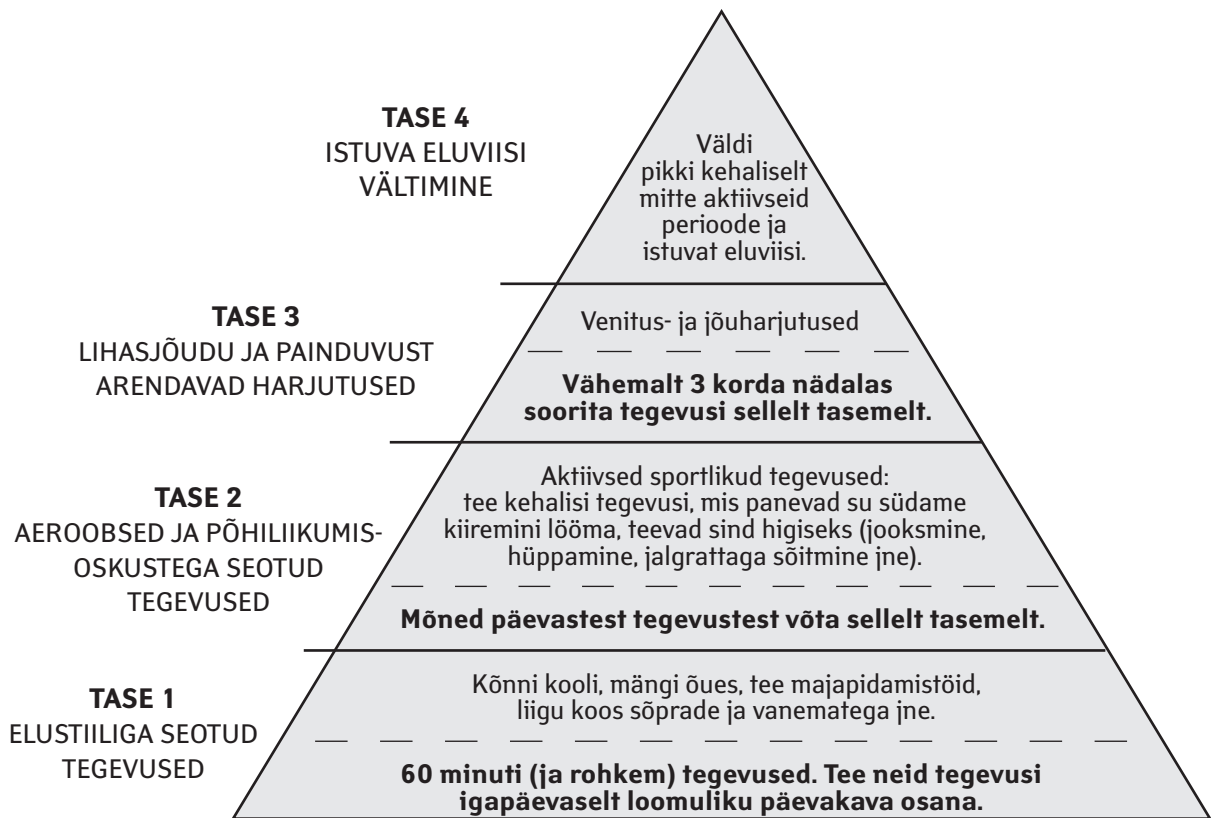 TASE 4
ISTUVA ELUVIISI
VÄLTIMINE
Väldi
pikki kehaliselt
mitte aktiivseid
perioode ja
istuvat eluviisi.
TASE 3
LIHASJÕUDU JA PAINDUVUST
ARENDAVAD HARJUTUSED
Venitus- ja jõuharjutused
Vähemalt 3 korda nädalas
soorita tegevusi sellelt tasemelt.
TASE 2
AEROOBSED JA PÕHILIIKUMIS-
OSKUSTEGA SEOTUD
TEGEVUSED
Aktiivsed sportlikud tegevused:
tee kehalisi tegevusi, mis panevad su südame
kiiremini lööma, teevad sind higiseks (jooksmine,
hüppamine, jalgrattaga sõitmine jne).
Mõned päevastest tegevustest võta sellelt tasemelt.
TASE 1
ELUSTIILIGA SEOTUD
TEGEVUSED
Kõnni kooli, mängi õues, tee majapidamistöid,
liigu koos sõprade ja vanematega jne.
60 minuti (ja rohkem) tegevused. Tee neid tegevusi
igapäevaselt loomuliku päevakava osana.